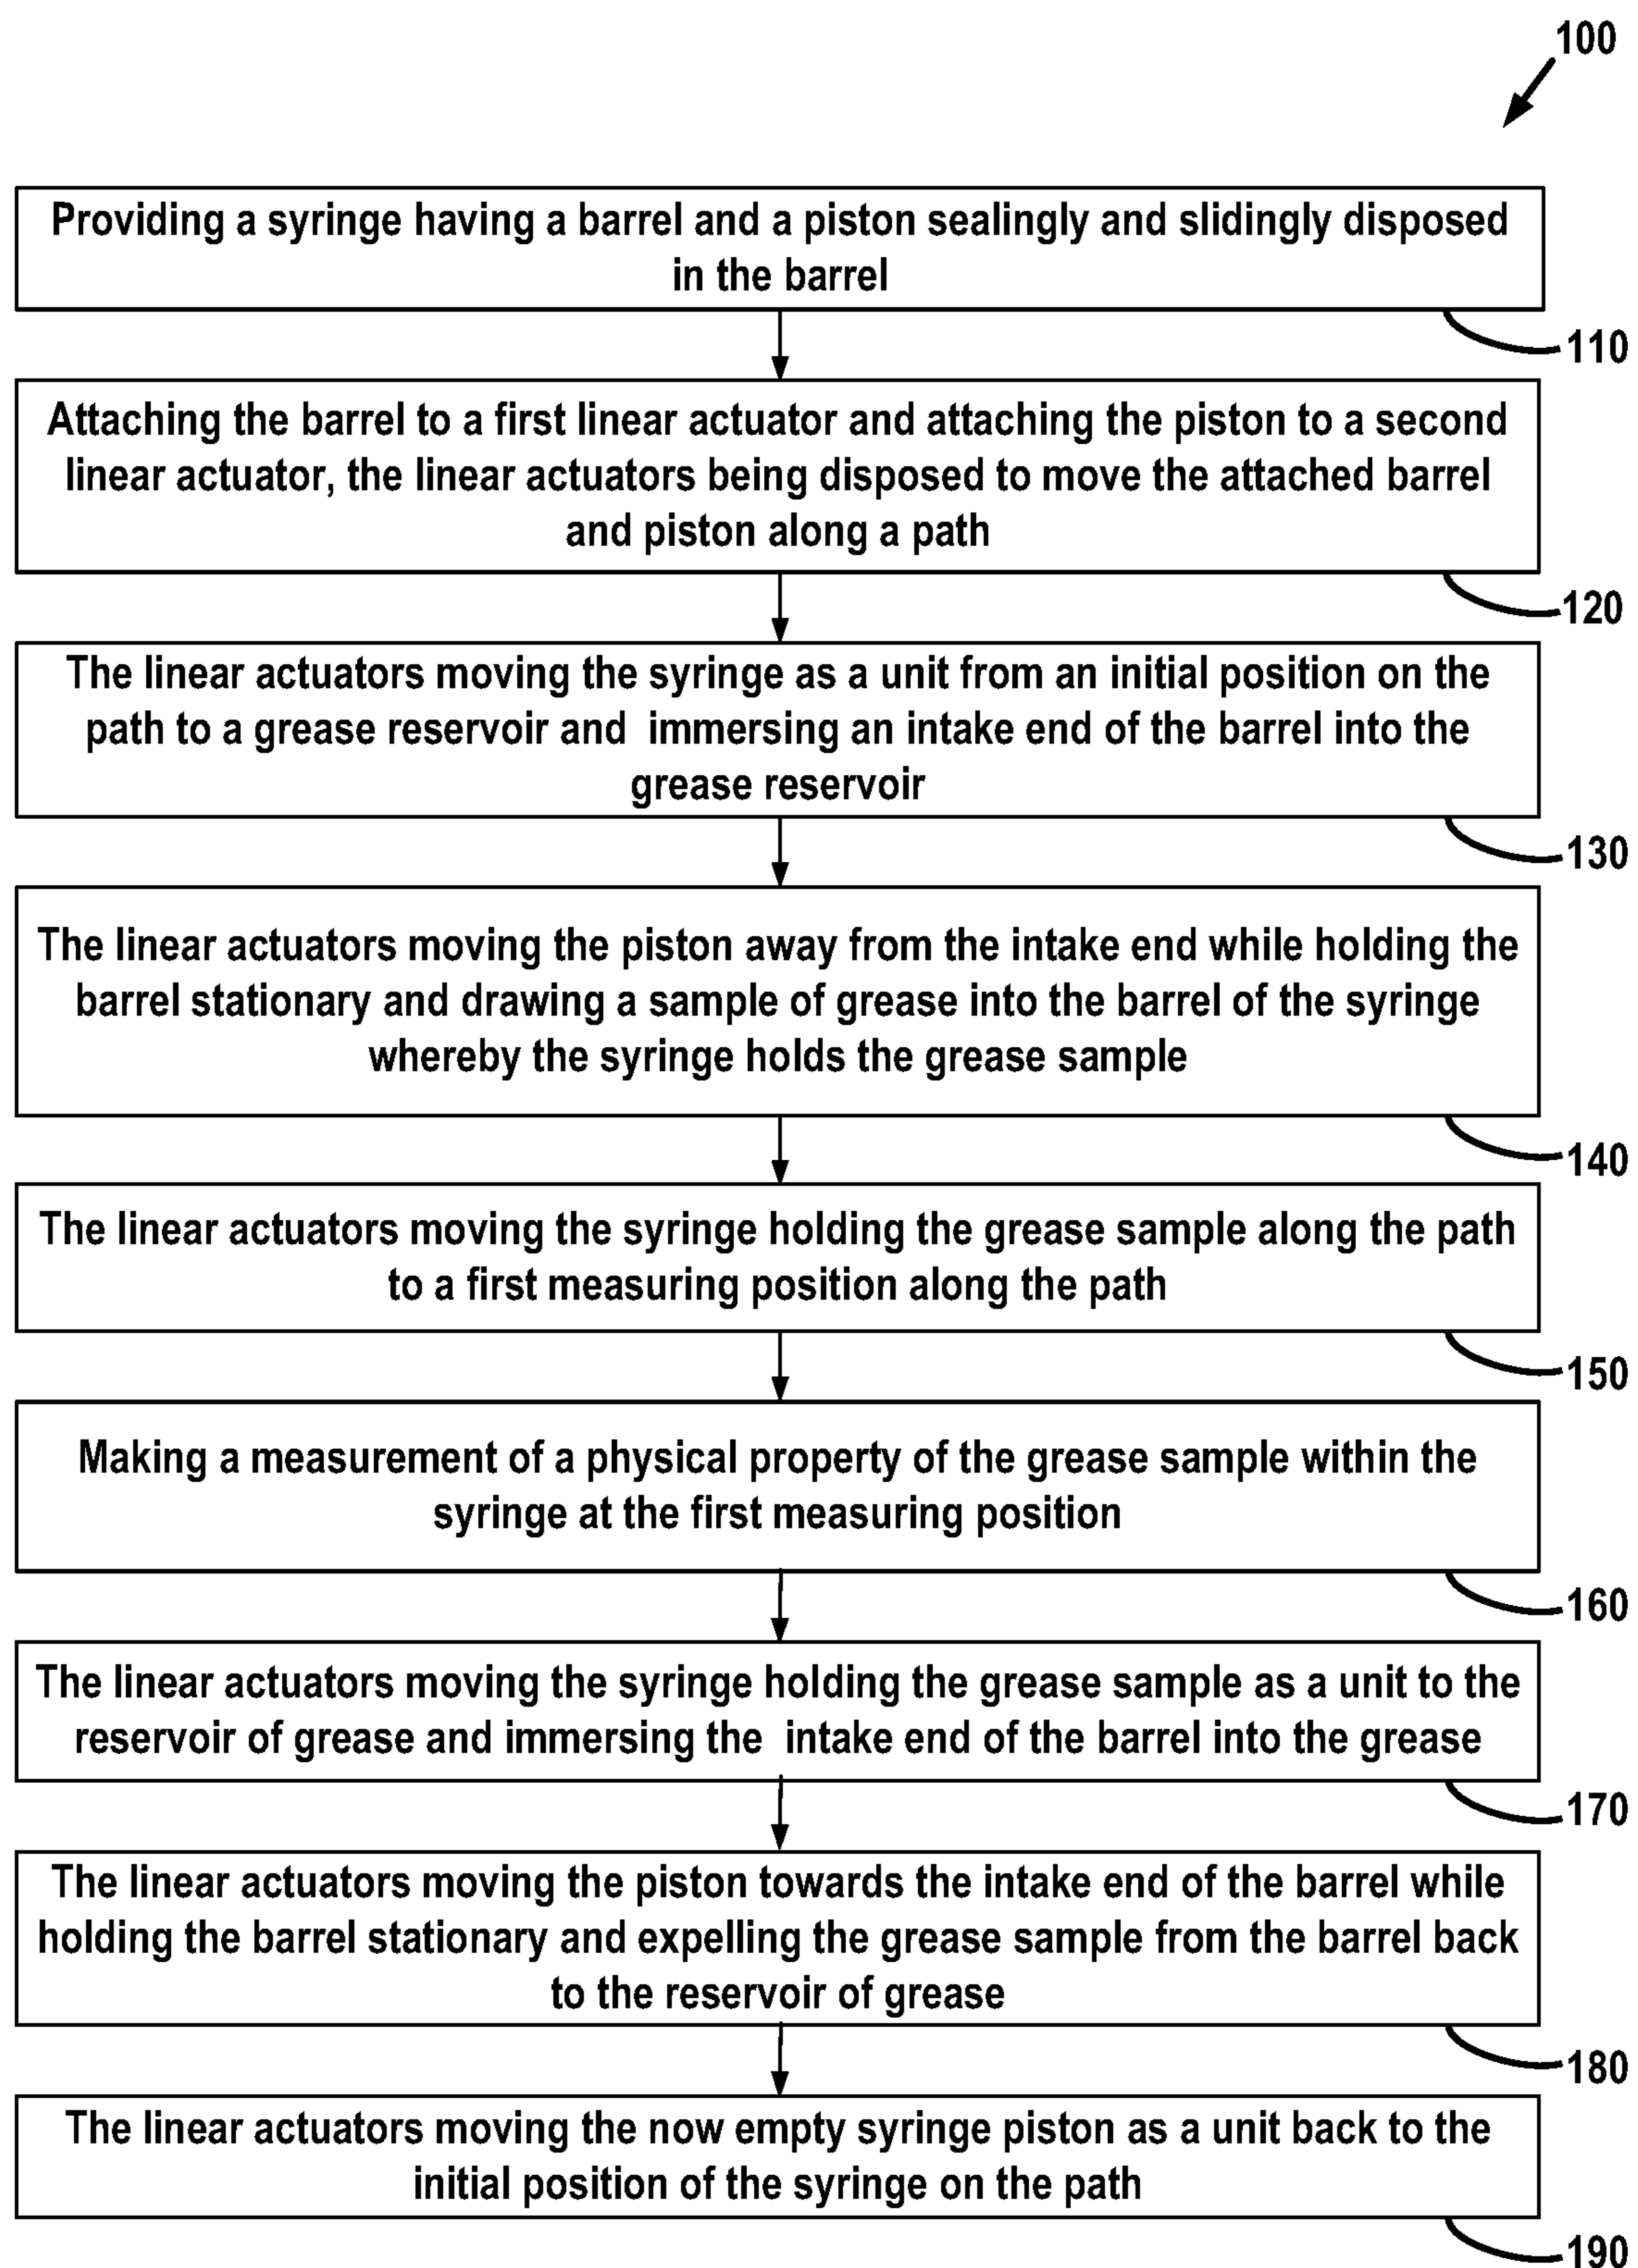 100
Providing a syringe having a barrel and a piston sealingly and slidingly disposed
in the barrel
110
Attaching the barrel to a first linear actuator and attaching the piston to a second
linear actuator, the linear actuators being disposed to move the attached barrel
and piston along a path
120
The linear actuators moving the syringe as a unit from an initial position on the
path to a grease reservoir and immersing an intake end of the barrel into the
grease reservoir
130
The linear actuators moving the piston away from the intake end while holding the
barrel stationary and drawing a sample of grease into the barrel of the syringe
whereby the syringe holds the grease sample
140
The linear actuators moving the syringe holding the grease sample along the path
to a first measuring position along the path
150
Making a measurement of a physical property of the grease sample within the
syringe at the first measuring position
160
The linear actuators moving the syringe holding the grease sample as a unit to the
reservoir of grease and immersing the intake end of the barrel into the grease
170
The linear actuators moving the piston towards the intake end of the barrel while
holding the barrel stationary and expelling the grease sample from the barrel back
to the reservoir of grease
180
The linear actuators moving the now empty syringe piston as a unit back to the
initial position of the syringe on the path
190